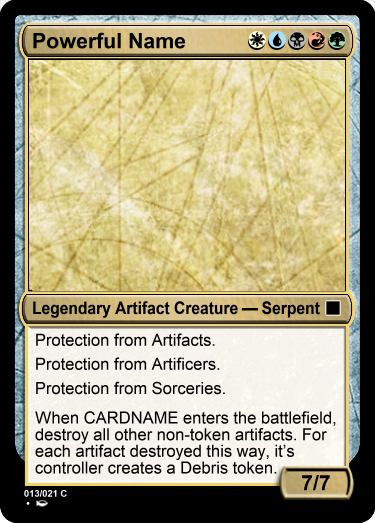 Powerful Name
Legendary Artifact Creature — Serpent
Protection from Artifacts.
Protection from Artificers.
Protection from Sorceries.
When CARDNAME enters the battlefield,
destroy all other non-token artifacts. For
each artifact destroyed this way, it's
controller creates a Debris token.
7/7
013/021 C